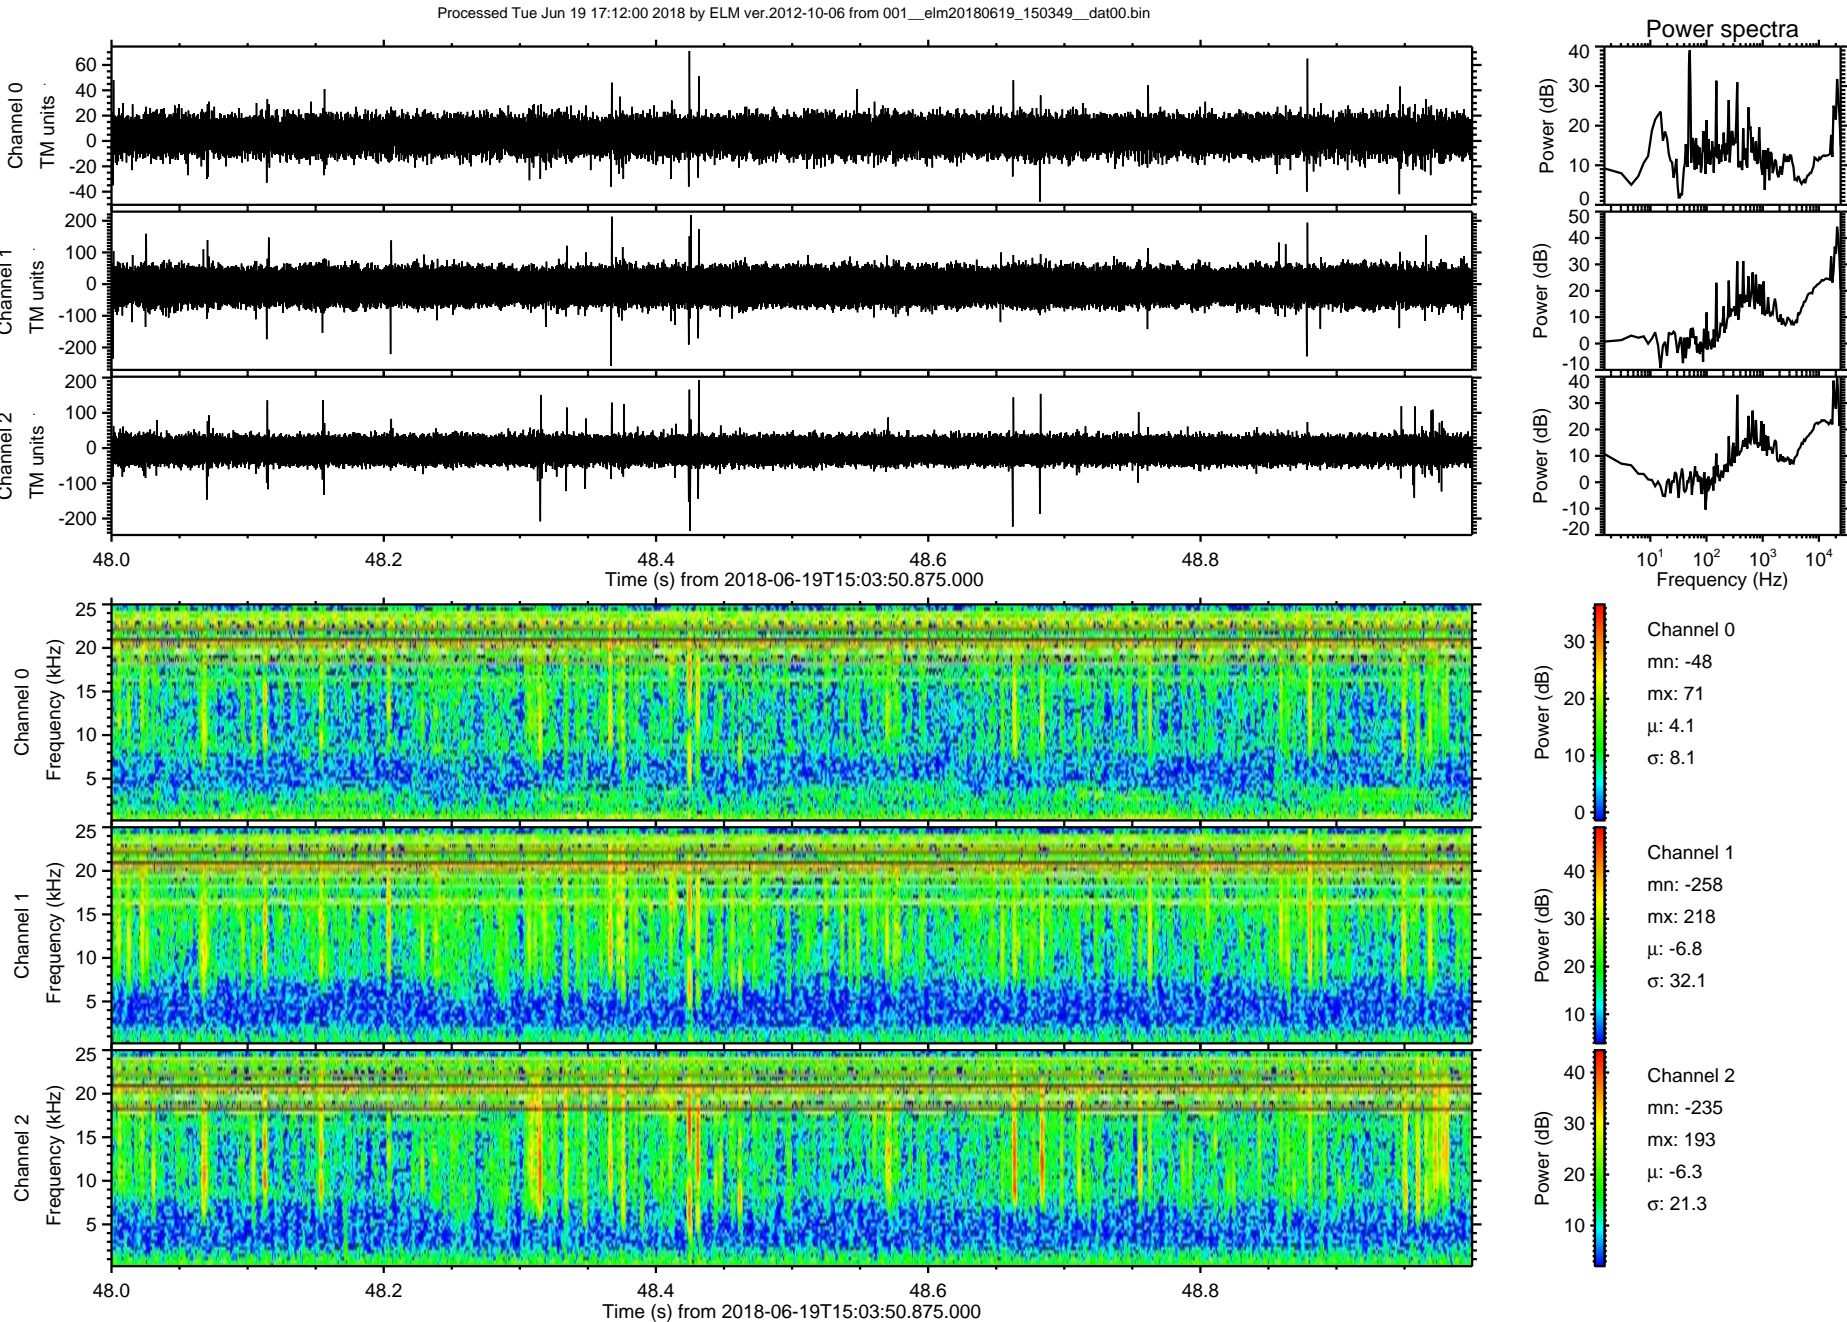 Processed Tue Jun 19 17:12:00 2018 by ELM ver.2012-10-06 from 001__elm20180619_150349__dat00.bin
Power spectra
Channel 0
TM units
60
40
20
0
-20
-40
Power (dB)
40
30
20
10
0
Channel 1
TM units
200
100
0
-100
-200
Power (dB)
50
40
30
20
10
0
-10
Channel 2
TM units
200
100
0
-100
-200
Power (dB)
40
30
20
10
0
-10
-20
48.0 48.2 48.4 48.6 48.8
Time (s) from 2018-06-19T15:03:50.875.000
10^1 10^2 10^3 10^4
Frequency (Hz)
Channel 0
Frequency (kHz)
25
20
15
10
5
Power (dB)
30
20
10
0
Channel 0
mn: -48
mx: 71
μ: 4.1
σ: 8.1
Channel 1
Frequency (kHz)
25
20
15
10
5
Power (dB)
40
30
20
10
Channel 1
mn: -258
mx: 218
μ: -6.8
σ: 32.1
Channel 2
Frequency (kHz)
25
20
15
10
5
Power (dB)
40
30
20
10
Channel 2
mn: -235
mx: 193
μ: -6.3
σ: 21.3
48.0 48.2 48.4 48.6 48.8
Time (s) from 2018-06-19T15:03:50.875.000